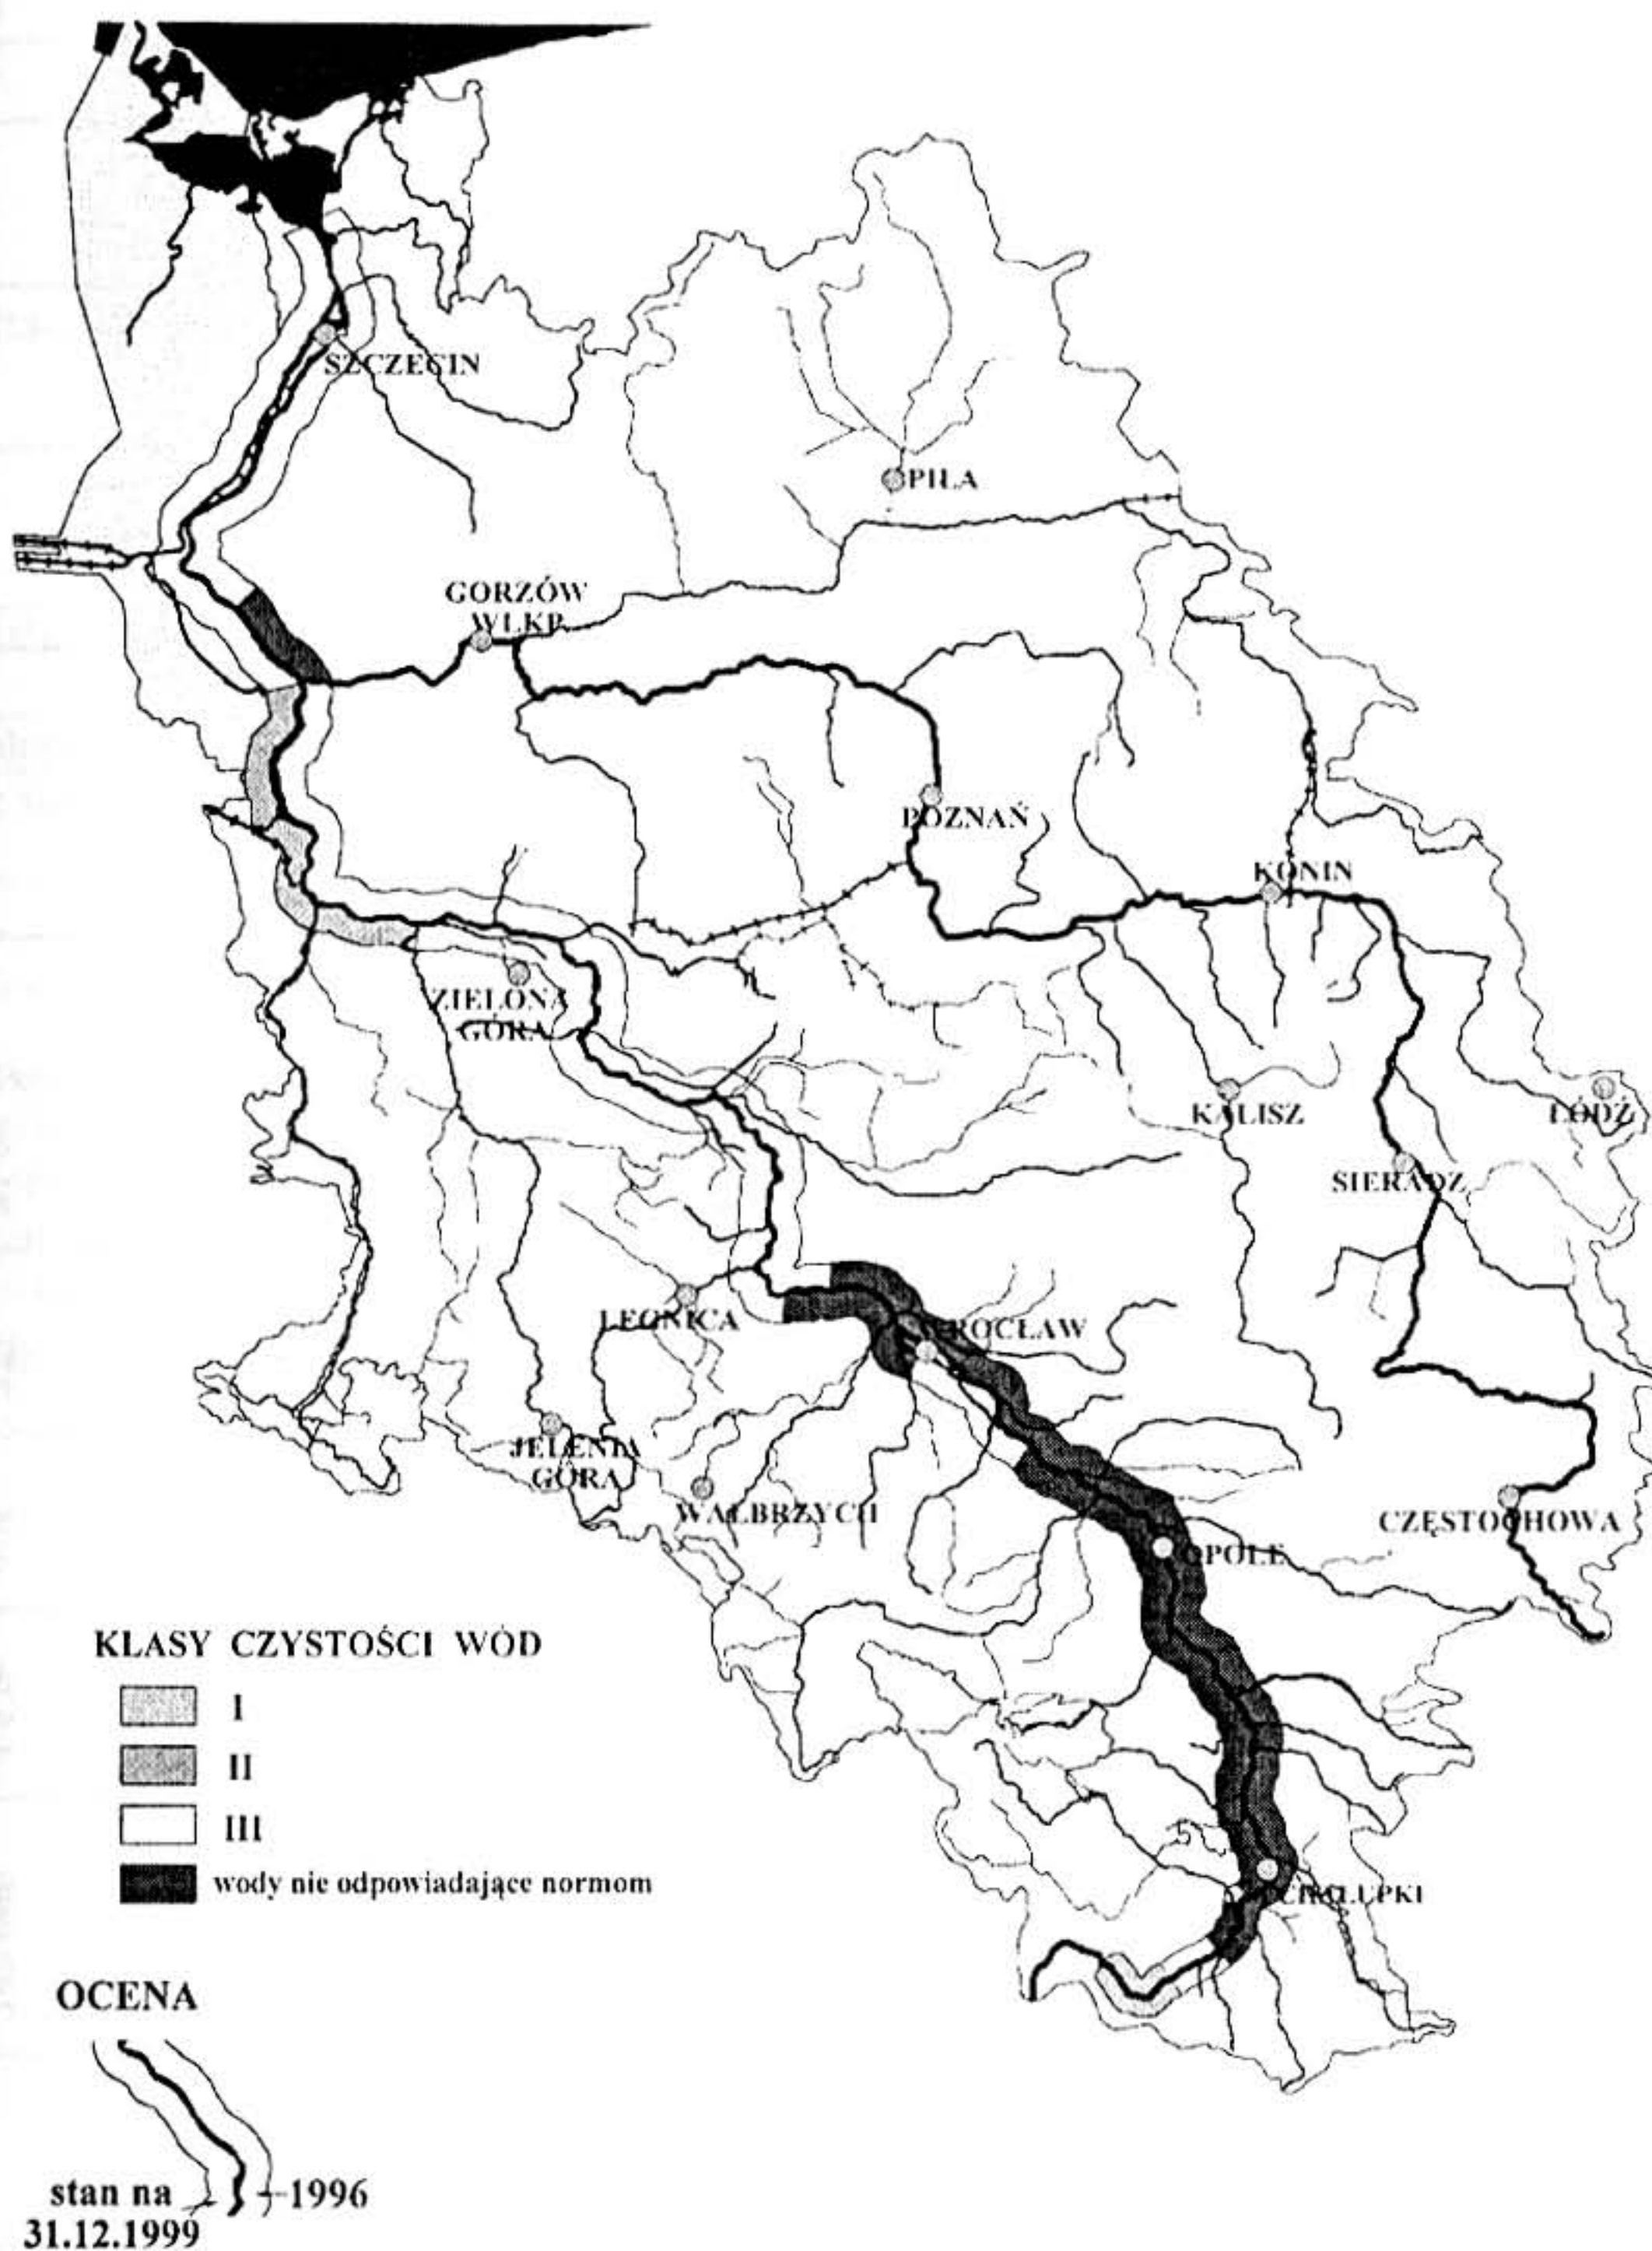 SZCZECIN
PIŁA
GORZÓW
WLKP.
POZNAŃ
KONIN
ZIELONA
GÓRA
KALISZ
ŁÓDŹ
SIERADZ
LEGNICA
WROCŁAW
JELENIA
GÓRA
WAŁBRZYCH
CZĘSTOCHOWA
OPOLE
KLASY CZYSTOŚCI WÓD
I
II
III
wody nie odpowiadające normom
CHAŁUPKI
OCENA
1996
stan na
31.12.1999